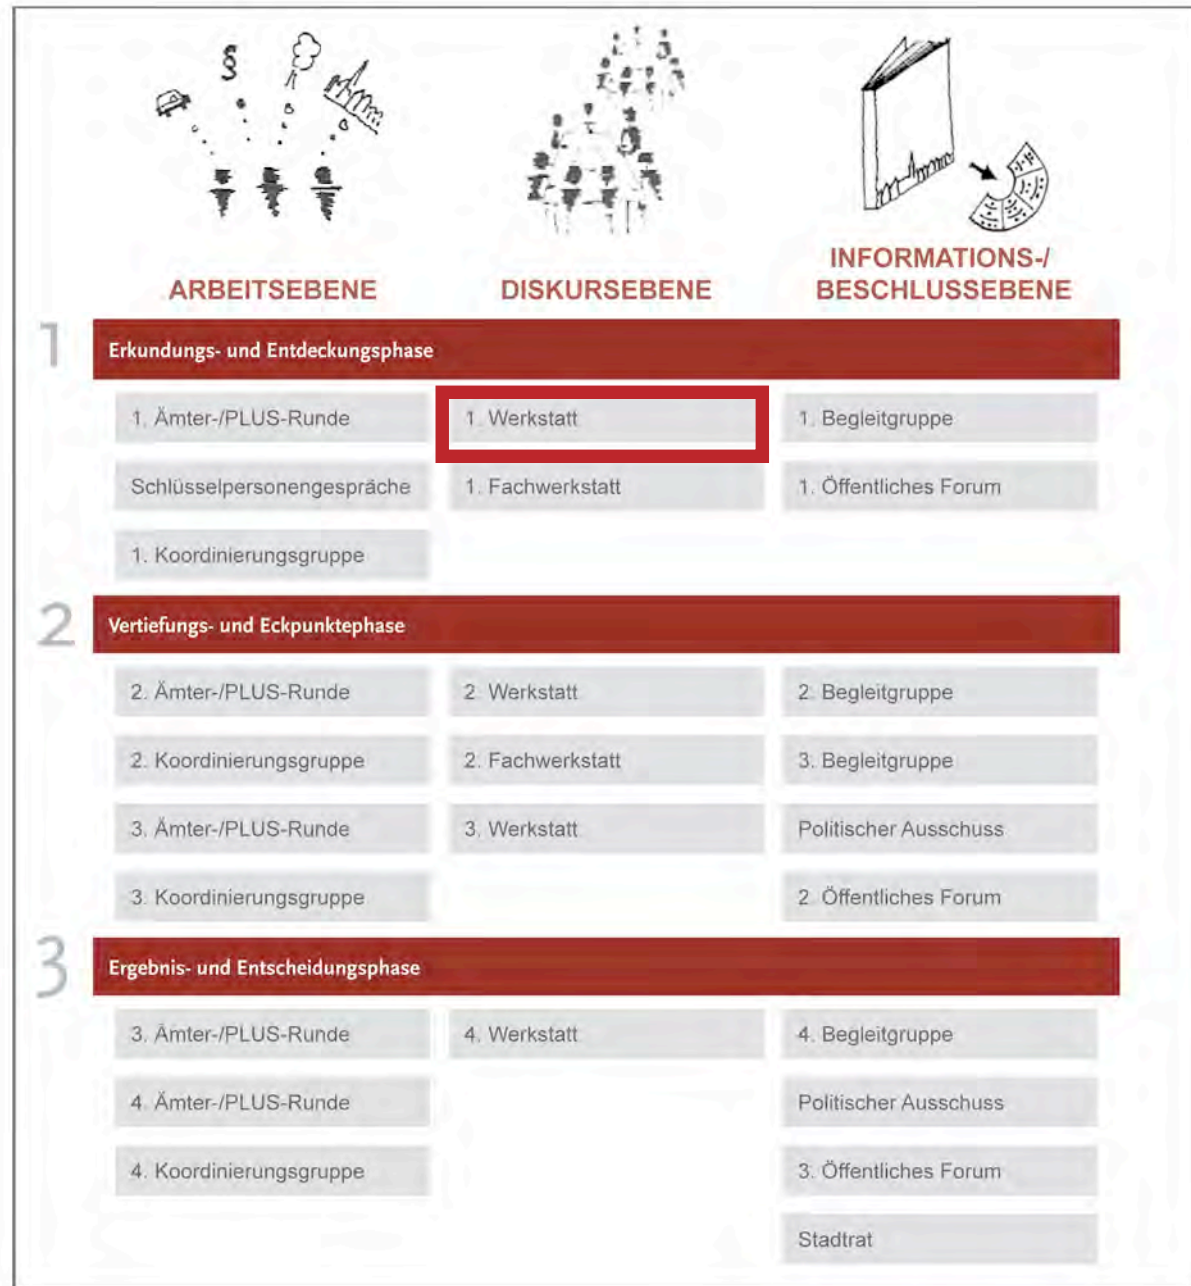 §
ARBEITSEBENE
DISKURSEBENE
INFORMATIONS-/
BESCHLUSSEBENE
1
Erkundungs- und Entdeckungsphase
1. Ämter-/PLUS-Runde
1. Werkstatt
1. Begleitgruppe
Schlüsselpersonengespräche
1. Fachwerkstatt
1. Öffentliches Forum
1. Koordinierungsgruppe
2
Vertiefungs- und Eckpunktephase
2. Ämter-/PLUS-Runde
2. Werkstatt
2. Begleitgruppe
2. Koordinierungsgruppe
2. Fachwerkstatt
3. Begleitgruppe
3. Ämter-/PLUS-Runde
3. Werkstatt
Politischer Ausschuss
3. Koordinierungsgruppe
2. Öffentliches Forum
3
Ergebnis- und Entscheidungsphase
3. Ämter-/PLUS-Runde
4. Werkstatt
4. Begleitgruppe
4. Ämter-/PLUS-Runde
Politischer Ausschuss
4. Koordinierungsgruppe
3. Öffentliches Forum
Stadtrat